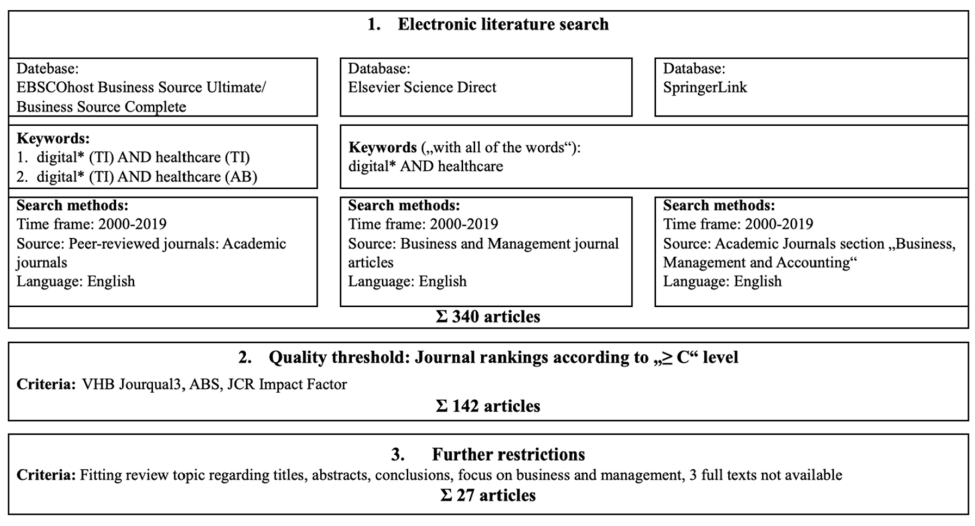 1. Electronic literature search
Datebase:
EBSCOhost Business Source Ultimate/
Business Source Complete
Database:
Elsevier Science Direct
Database:
SpringerLink
Keywords:
1. digital* (TI) AND healthcare (TI)
2. digital* (TI) AND healthcare (AB)
Keywords („with all of the words“):
digital* AND healthcare
Search methods:
Time frame: 2000-2019
Source: Peer-reviewed journals: Academic
journals
Language: English
Search methods:
Time frame: 2000-2019
Source: Business and Management journal
articles
Language: English
Search methods:
Time frame: 2000-2019
Source: Academic Journals section „Business,
Management and Accounting“
Language: English
Σ 340 articles
2. Quality threshold: Journal rankings according to „≥ C“ level
Criteria: VHB Jourqual3, ABS, JCR Impact Factor
Σ 142 articles
3. Further restrictions
Criteria: Fitting review topic regarding titles, abstracts, conclusions, focus on business and management, 3 full texts not available
Σ 27 articles